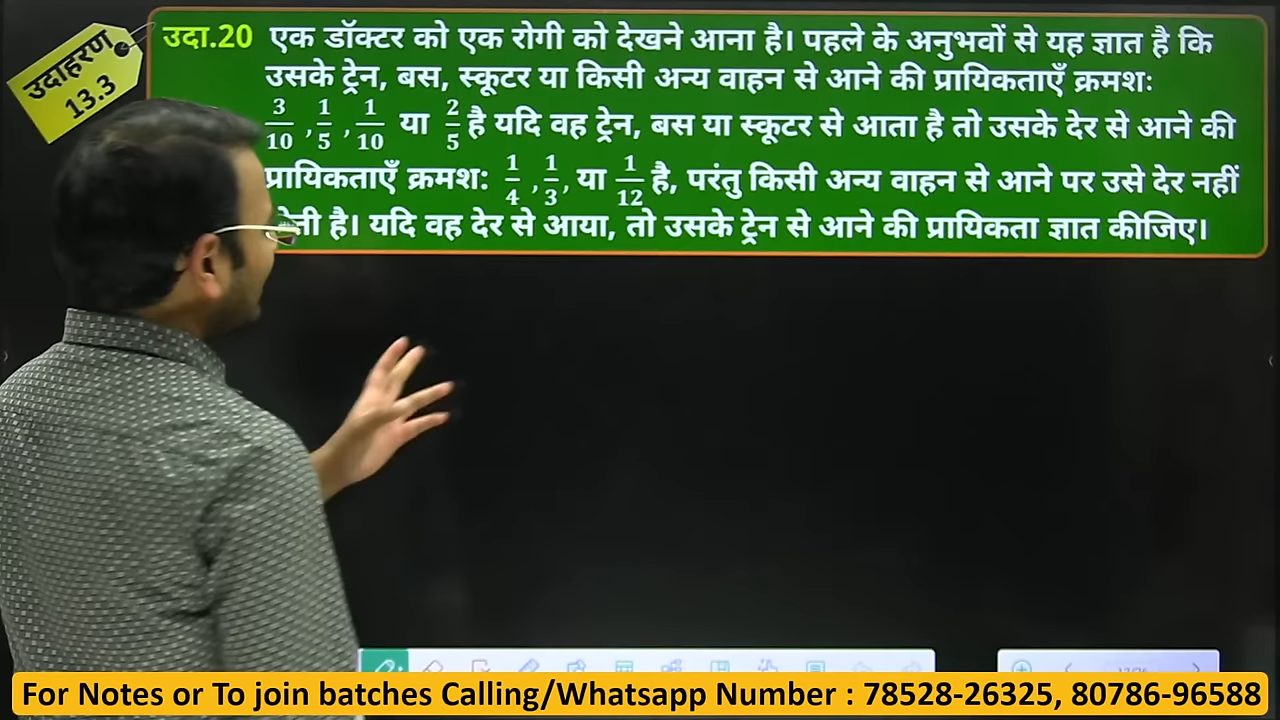 उदाहरण
13.3
उदा.20 एक डॉक्टर को एक रोगी को देखने आना है। पहले के अनुभवों से यह ज्ञात है कि
उसके ट्रेन, बस, स्कूटर या किसी अन्य वाहन से आने की प्रायिकताएँ क्रमशः
3/10 , 1/5 , 1/10 या 2/5 है यदि वह ट्रेन, बस या स्कूटर से आता है तो उसके देर से आने की
प्रायिकताएँ क्रमश: 1/4 , 1/3, या 1/12 है, परंतु किसी अन्य वाहन से आने पर उसे देर नहीं
है। यदि वह देर से आया, तो उसके ट्रेन से आने की प्रायिकता ज्ञात कीजिए।
For Notes or To join batches Calling/Whatsapp Number : 78528-26325, 80786-96588